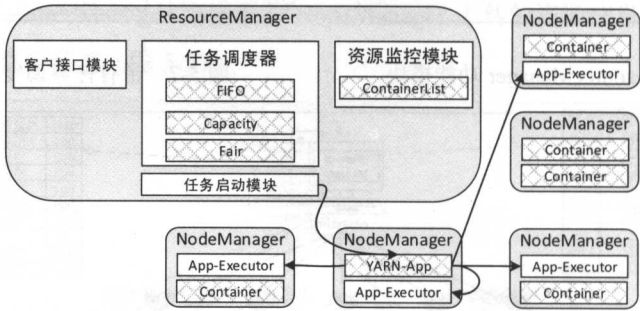 ResourceManager
客户接口模块
任务调度器
FIFO
Capacity
Fair
资源监控模块
ContainerList
任务启动模块
NodeManager
Container
App-Executor
NodeManager
Container
Container
NodeManager
App-Executor
Container
NodeManager
YARN-App
App-Executor
NodeManager
App-Executor
Container